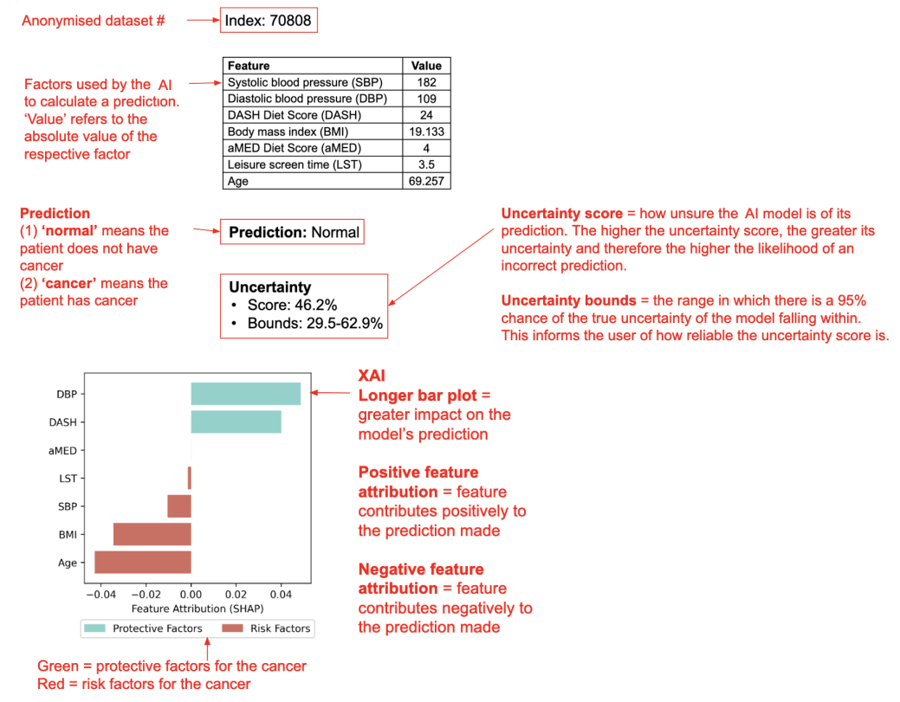 Anonymised dataset #
Index: 70808
Factors used by the AI
to calculate a prediction.
‘Value’ refers to the
absolute value of the
respective factor
Feature Value
Systolic blood pressure (SBP) 182
Diastolic blood pressure (DBP) 109
DASH Diet Score (DASH) 24
Body mass index (BMI) 19.133
aMED Diet Score (aMED) 4
Leisure screen time (LST) 3.5
Age 69.257
Prediction
(1) ‘normal’ means the
patient does not have
cancer
(2) ‘cancer’ means the
patient has cancer
Prediction: Normal
Uncertainty
• Score: 46.2%
• Bounds: 29.5-62.9%
Uncertainty score = how unsure the AI model is of its
prediction. The higher the uncertainty score, the greater its
uncertainty and therefore the higher the likelihood of an
incorrect prediction.
Uncertainty bounds = the range in which there is a 95%
chance of the true uncertainty of the model falling within.
This informs the user of how reliable the uncertainty score is.
DBP
DASH
aMED
LST
SBP
BMI
Age
−0.04 −0.02 0.00 0.02 0.04
Feature Attribution (SHAP)
Protective Factors Risk Factors
XAI
Longer bar plot =
greater impact on the
model’s prediction
Positive feature
attribution = feature
contributes positively to
the prediction made
Negative feature
attribution = feature
contributes negatively to
the prediction made
Green = protective factors for the cancer
Red = risk factors for the cancer